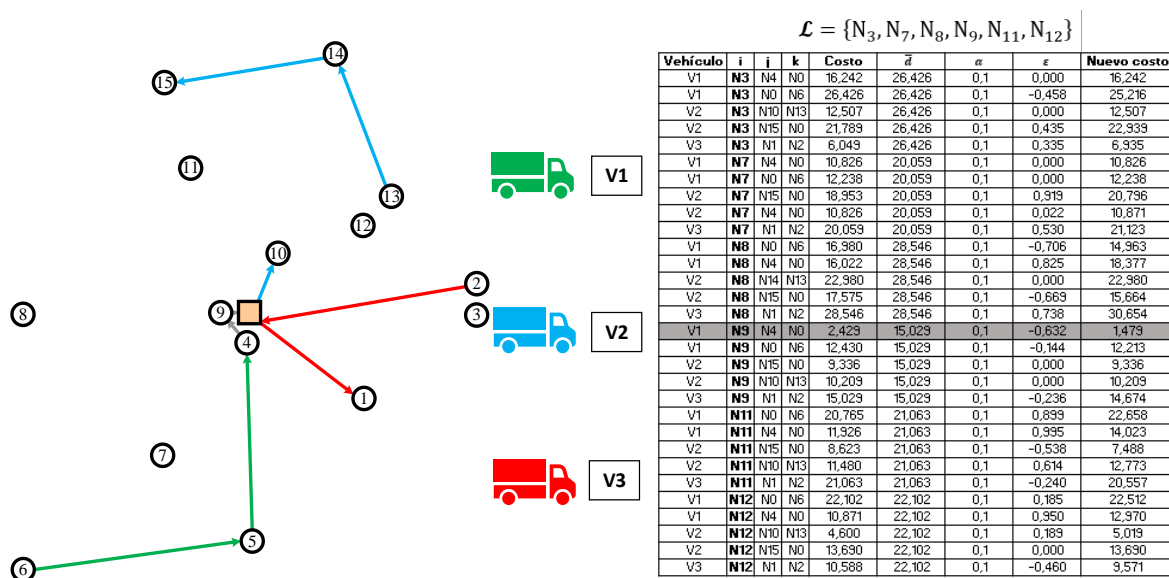 14
15
11
13
12
10
2
8
9
3
4
1
7
5
6
V1
V2
V3
𝓛 = {N₃, N₇, N₈, N₉, N₁₁, N₁₂}
Vehículo i j k Costo d̅ α ε Nuevo costo
V1 N3 N4 N0 16,242 26,426 0,1 0,000 16,242
V1 N3 N0 N6 26,426 26,426 0,1 -0,458 25,216
V2 N3 N10 N13 12,507 26,426 0,1 0,000 12,507
V2 N3 N15 N0 21,789 26,426 0,1 0,435 22,939
V3 N3 N1 N2 6,049 26,426 0,1 0,335 6,935
V1 N7 N4 N0 10,826 20,059 0,1 0,000 10,826
V1 N7 N0 N6 12,238 20,059 0,1 0,000 12,238
V2 N7 N15 N0 18,953 20,059 0,1 0,919 20,796
V2 N7 N4 N0 10,826 20,059 0,1 0,022 10,871
V3 N7 N1 N2 20,059 20,059 0,1 0,530 21,123
V1 N8 N0 N6 16,980 28,546 0,1 -0,706 14,963
V1 N8 N4 N0 16,022 28,546 0,1 0,825 18,377
V2 N8 N14 N13 22,980 28,546 0,1 0,000 22,980
V2 N8 N15 N0 17,575 28,546 0,1 -0,669 15,664
V3 N8 N1 N2 28,546 28,546 0,1 0,738 30,654
V1 N9 N4 N0 2,429 15,029 0,1 -0,632 1,479
V1 N9 N0 N6 12,430 15,029 0,1 -0,144 12,213
V2 N9 N15 N0 9,336 15,029 0,1 0,000 9,336
V2 N9 N10 N13 10,209 15,029 0,1 0,000 10,209
V3 N9 N1 N2 15,029 15,029 0,1 -0,236 14,674
V1 N11 N0 N6 20,765 21,063 0,1 0,899 22,658
V1 N11 N4 N0 11,926 21,063 0,1 0,995 14,023
V2 N11 N15 N0 8,623 21,063 0,1 -0,538 7,488
V2 N11 N10 N13 11,480 21,063 0,1 0,614 12,773
V3 N11 N1 N2 21,063 21,063 0,1 -0,240 20,557
V1 N12 N0 N6 22,102 22,102 0,1 0,185 22,512
V1 N12 N4 N0 10,871 22,102 0,1 0,950 12,970
V2 N12 N10 N13 4,600 22,102 0,1 0,189 5,019
V2 N12 N15 N0 13,690 22,102 0,1 0,000 13,690
V3 N12 N1 N2 10,588 22,102 0,1 -0,460 9,571